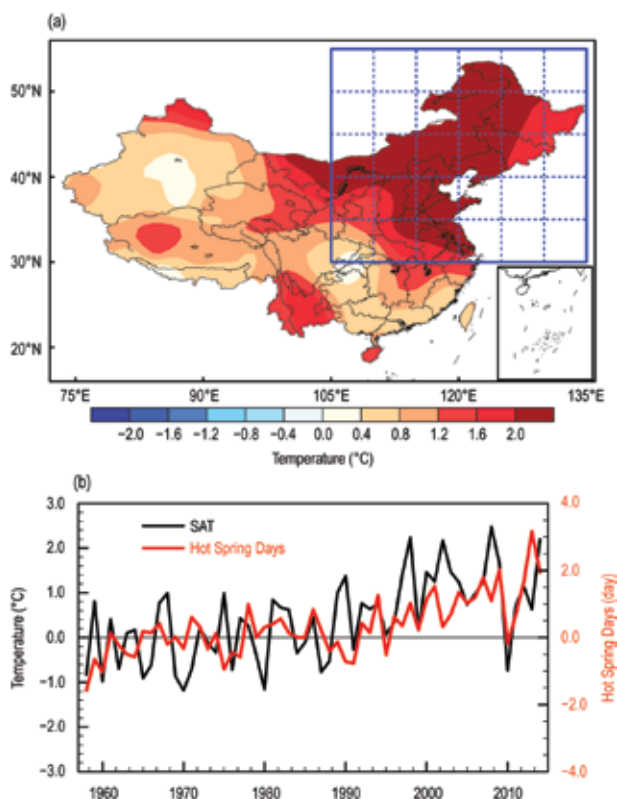 (a)
50°N
40°N
30°N
20°N
75°E 90°E 105°E 120°E 135°E
−2.0 −1.6 −1.2 −0.8 −0.4 0.0 0.4 0.8 1.2 1.6 2.0
Temperature (°C)
(b)
3.0 4.0
SAT
Hot Spring Days
2.0
2.0
1.0
0.0 0.0
−1.0
−2.0
−2.0
−3.0 −4.0
Temperature (°C)
Hot Spring Days (day)
1960 1970 1980 1990 2000 2010